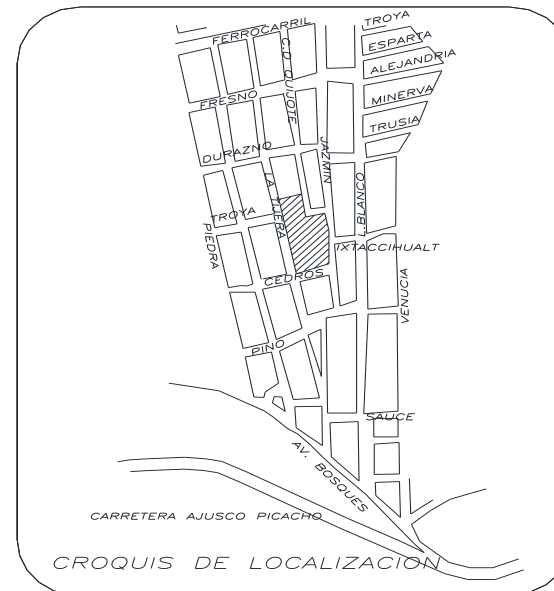 FERROCARRIL
TROYA
ESPARTA
ALEJANDRIA
C.D. QUIJOTE
FRESNO
MINERVA
TRUSIA
DURAZNO
JAZMIN
LA TIJERA
I. BLANCO
TROYA
PIEDRA
IXTACCIHUALT
CEDROS
VENUCIA
PINO
SAUCE
AV. BOSQUES
CARRETERA AJUSCO PICACHO
CROQUIS DE LOCALIZACION